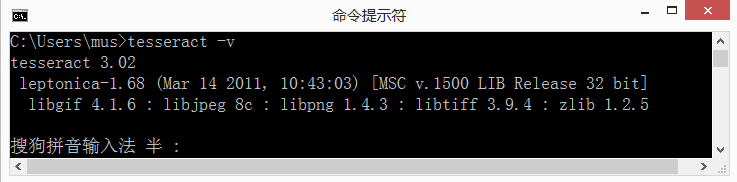 命令提示符
C:\Users\mus>tesseract -v
tesseract 3.02
leptonica-1.68 (Mar 14 2011, 10:43:03) [MSC v.1500 LIB Release 32 bit]
libgif 4.1.6 : libjpeg 8c : libpng 1.4.3 : libtiff 3.9.4 : zlib 1.2.5
搜狗拼音输入法 半 :